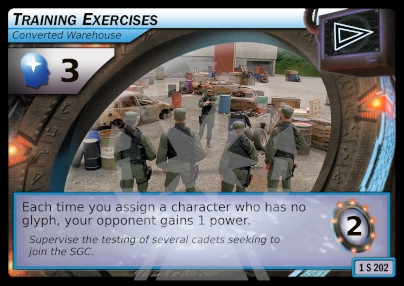 TRAINING EXERCISES
Converted Warehouse
3
Each time you assign a character who has no
glyph, your opponent gains 1 power.
Supervise the testing of several cadets seeking to
join the SGC.
2
1 S 202